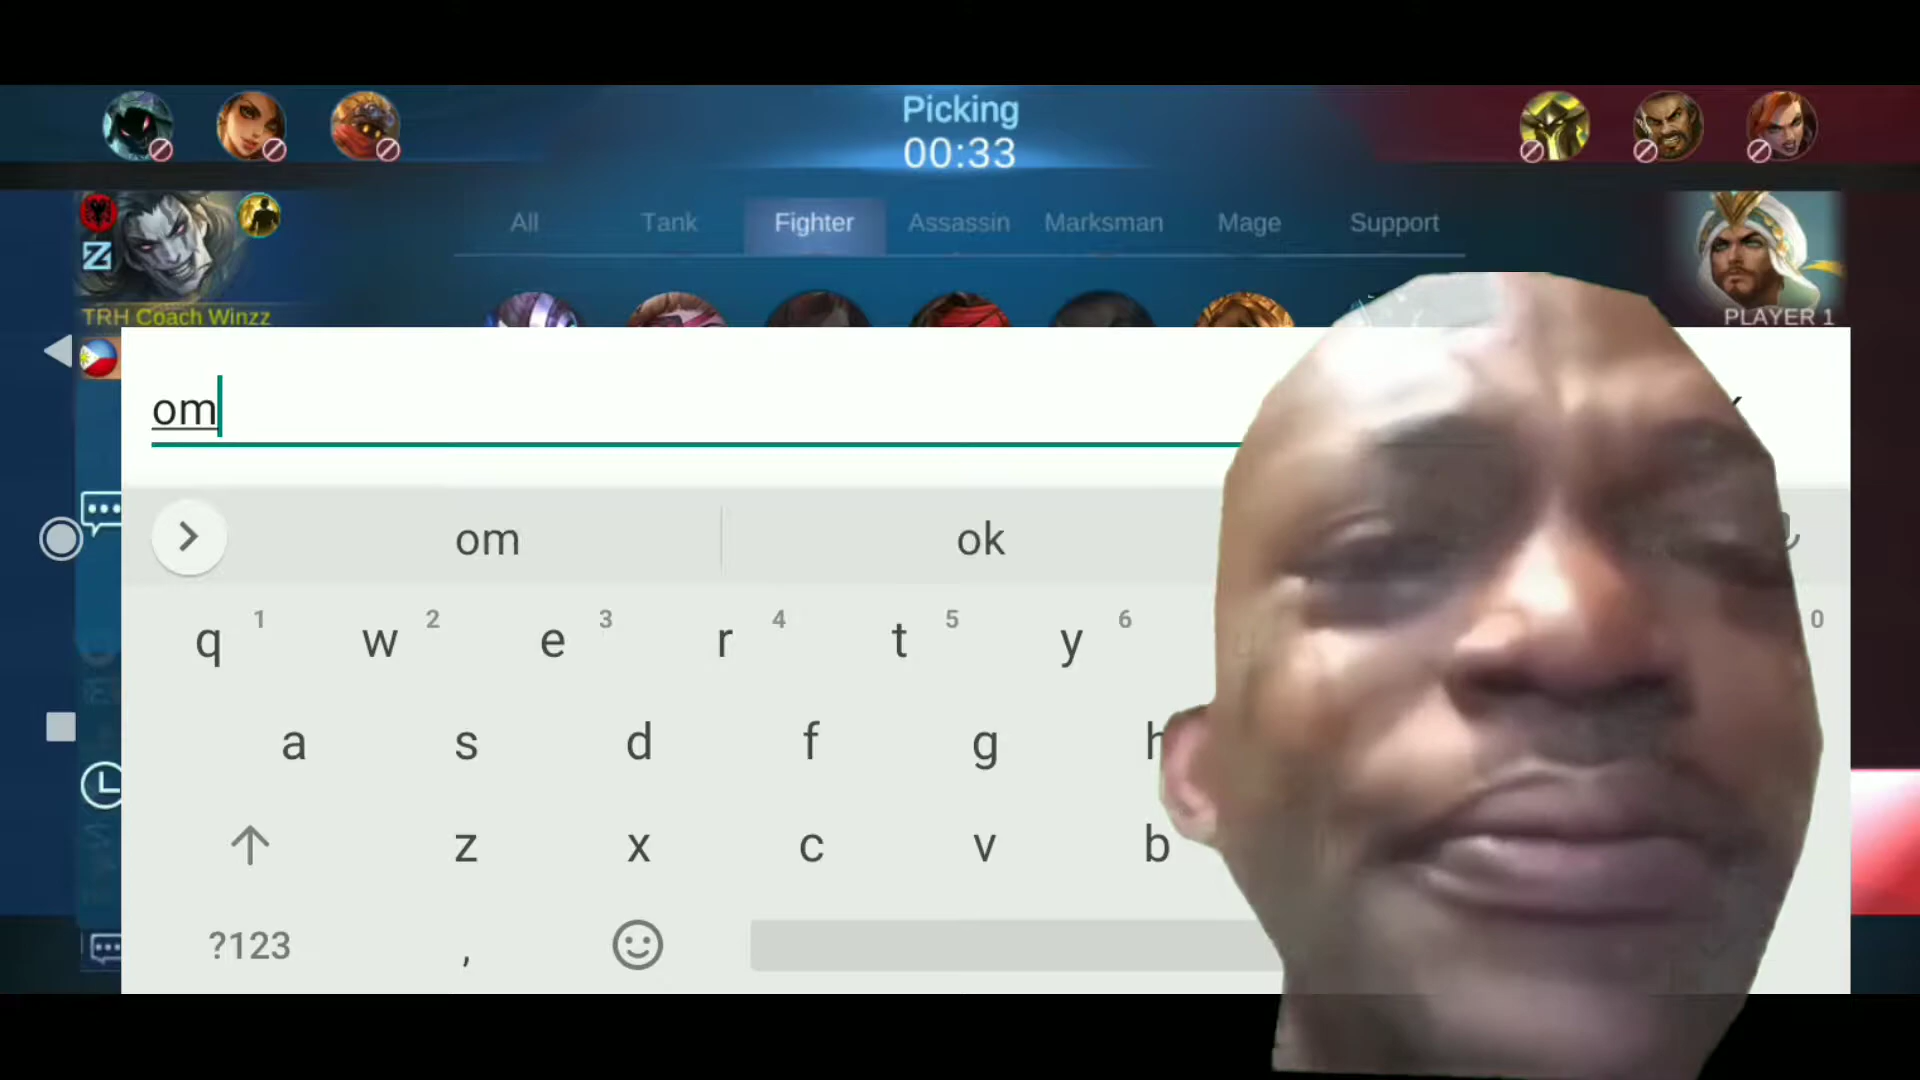 Picking
00:33
All Tank Fighter Assassin Marksman Mage Support
TRH Coach Winzz
PLAYER 1
om
om ok
q 1 w 2 e 3 r 4 t 5 y 6 0
a s d f g h
z x c v b
?123 ,